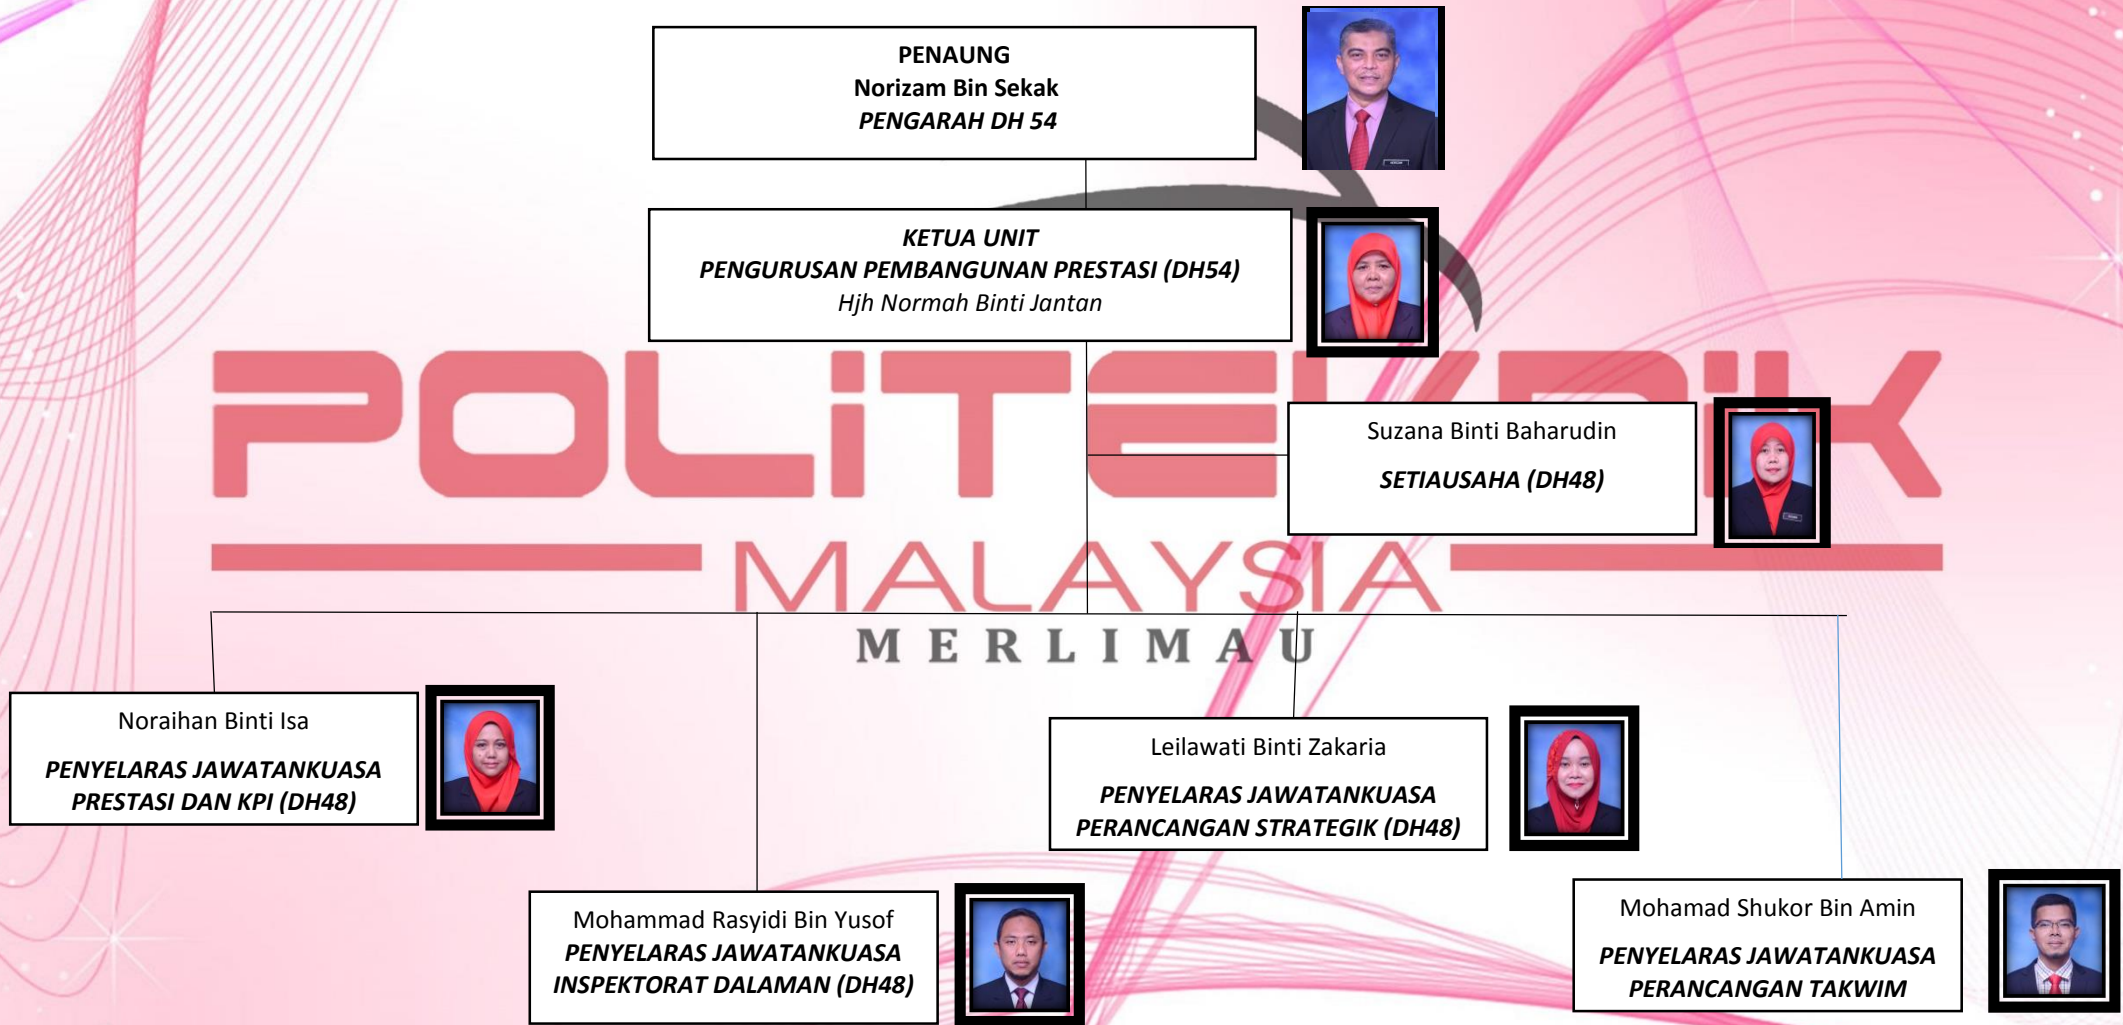 PENAUNG
Norizam Bin Sekak
PENGARAH DH 54
KETUA UNIT
PENGURUSAN PEMBANGUNAN PRESTASI (DH54)
Hjh Normah Binti Jantan
POLiTEKNiK
MALAYSIA
MERLIMAU
Suzana Binti Baharudin
SETIAUSAHA (DH48)
Noraihan Binti Isa
PENYELARAS JAWATANKUASA
PRESTASI DAN KPI (DH48)
Leilawati Binti Zakaria
PENYELARAS JAWATANKUASA
PERANCANGAN STRATEGIK (DH48)
Mohammad Rasyidi Bin Yusof
PENYELARAS JAWATANKUASA
INSPEKTORAT DALAMAN (DH48)
Mohamad Shukor Bin Amin
PENYELARAS JAWATANKUASA
PERANCANGAN TAKWIM